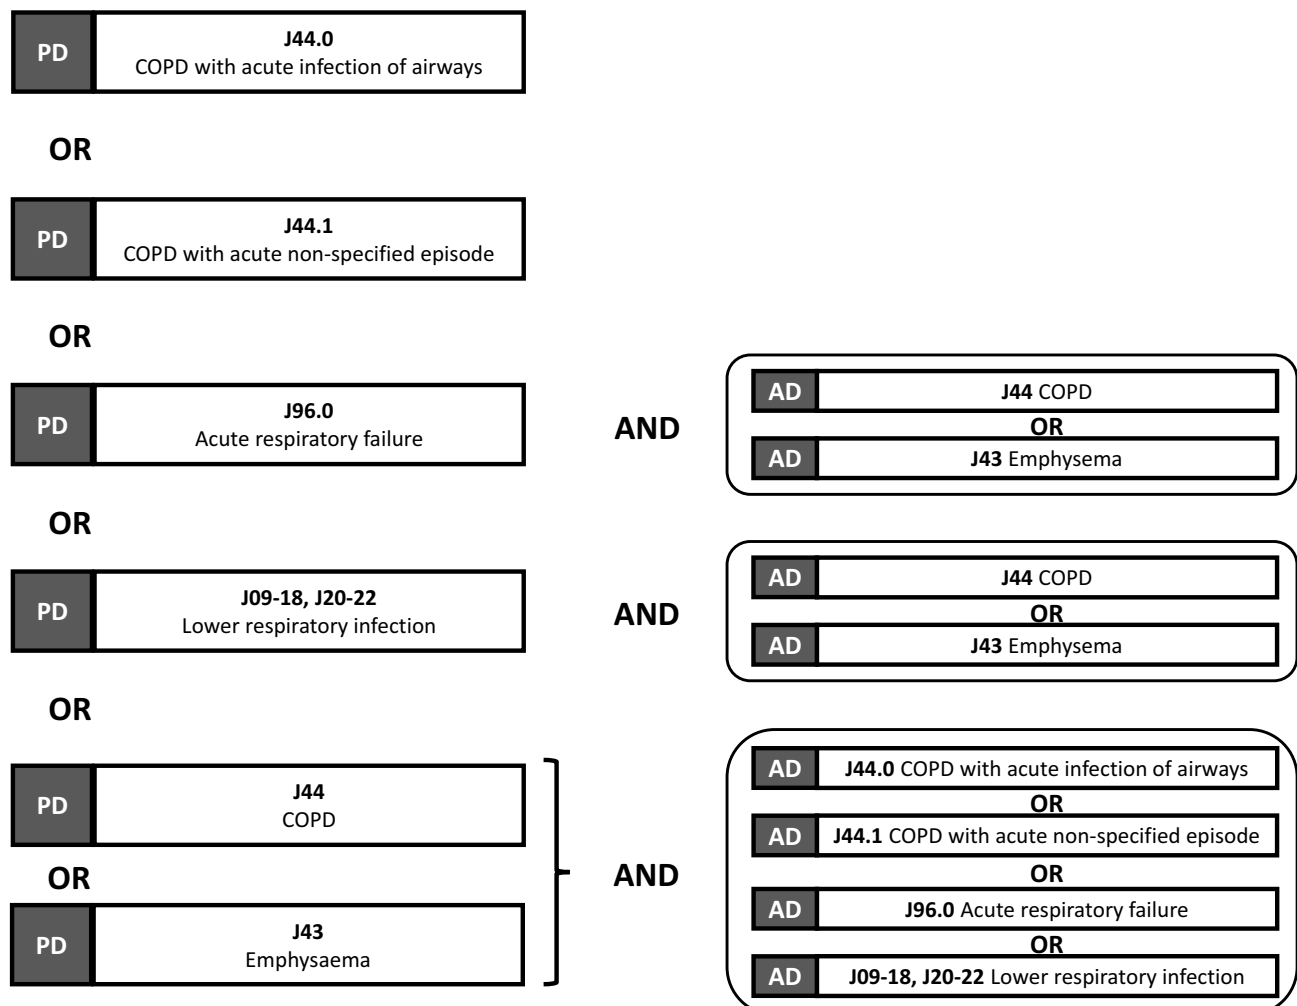 PD
J44.0
COPD with acute infection of airways
OR
PD
J44.1
COPD with acute non-specified episode
OR
PD
J96.0
Acute respiratory failure
AND
AD
J44 COPD
OR
AD
J43 Emphysema
OR
PD
J09-18, J20-22
Lower respiratory infection
AND
AD
J44 COPD
OR
AD
J43 Emphysema
OR
PD
J44
COPD
OR
PD
J43
Emphysaema
AND
AD
J44.0 COPD with acute infection of airways
OR
AD
J44.1 COPD with acute non-specified episode
OR
AD
J96.0 Acute respiratory failure
OR
AD
J09-18, J20-22 Lower respiratory infection